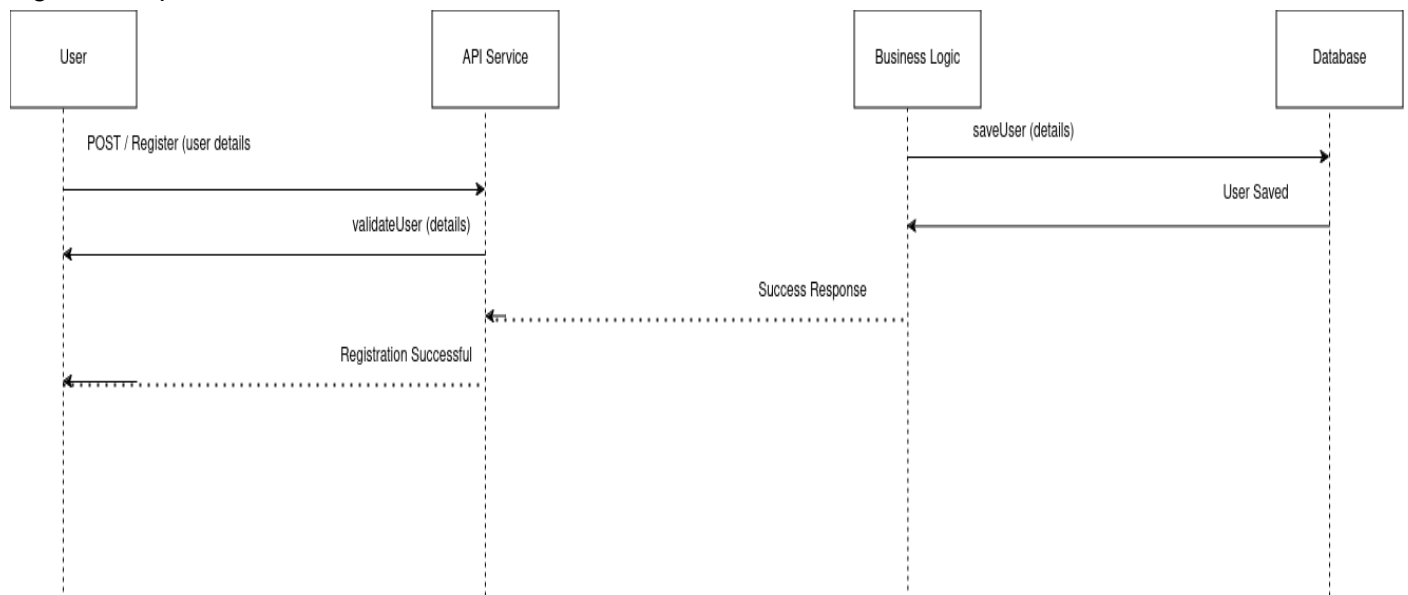 User
API Service
Business Logic
Database
POST / Register (user details
saveUser (details)
User Saved
validateUser (details)
Success Response
Registration Successful